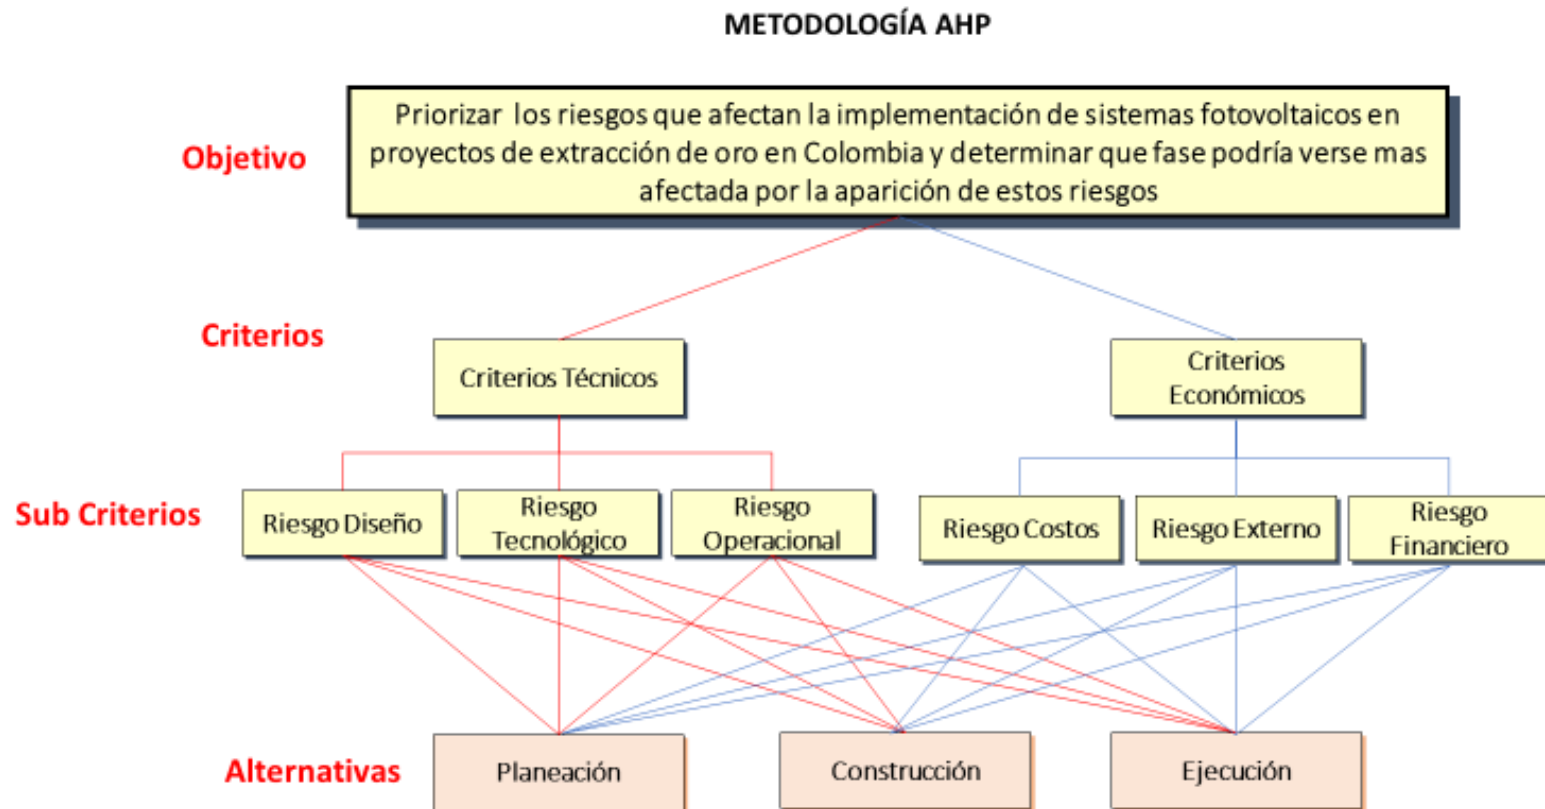 METODOLOGÍA AHP
Objetivo
Priorizar los riesgos que afectan la implementación de sistemas fotovoltaicos en
proyectos de extracción de oro en Colombia y determinar que fase podría verse mas
afectada por la aparición de estos riesgos
Criterios
Criterios Técnicos
Criterios
Económicos
Sub Criterios
Riesgo Diseño
Riesgo
Tecnológico
Riesgo
Operacional
Riesgo Costos
Riesgo Externo
Riesgo
Financiero
Alternativas
Planeación
Construcción
Ejecución